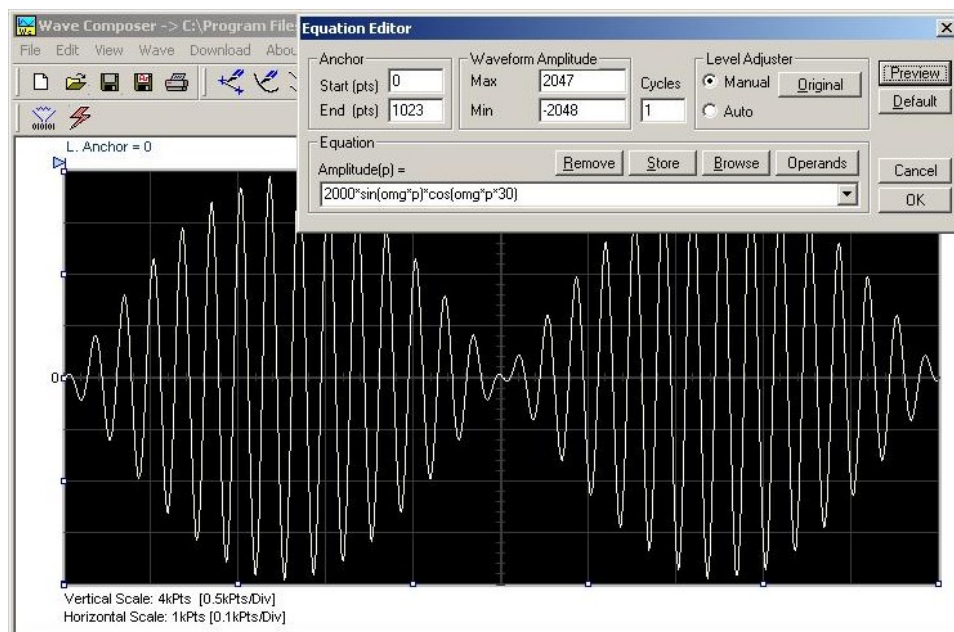 Wave Composer -> C:\Program Files
File Edit View Wave Download Abou
L. Anchor = 0
0
Vertical Scale: 4kPts [0.5kPts/Div]
Horizontal Scale: 1kPts [0.1kPts/Div]
Equation Editor
Anchor
Start (pts) 0
End (pts) 1023
Waveform Amplitude
Max 2047
Min -2048
Cycles
1
Level Adjuster
Manual Original
Auto
Preview
Default
Cancel
OK
Equation
Amplitude(p) =
Remove Store Browse Operands
2000*sin(omg*p)*cos(omg*p*30)